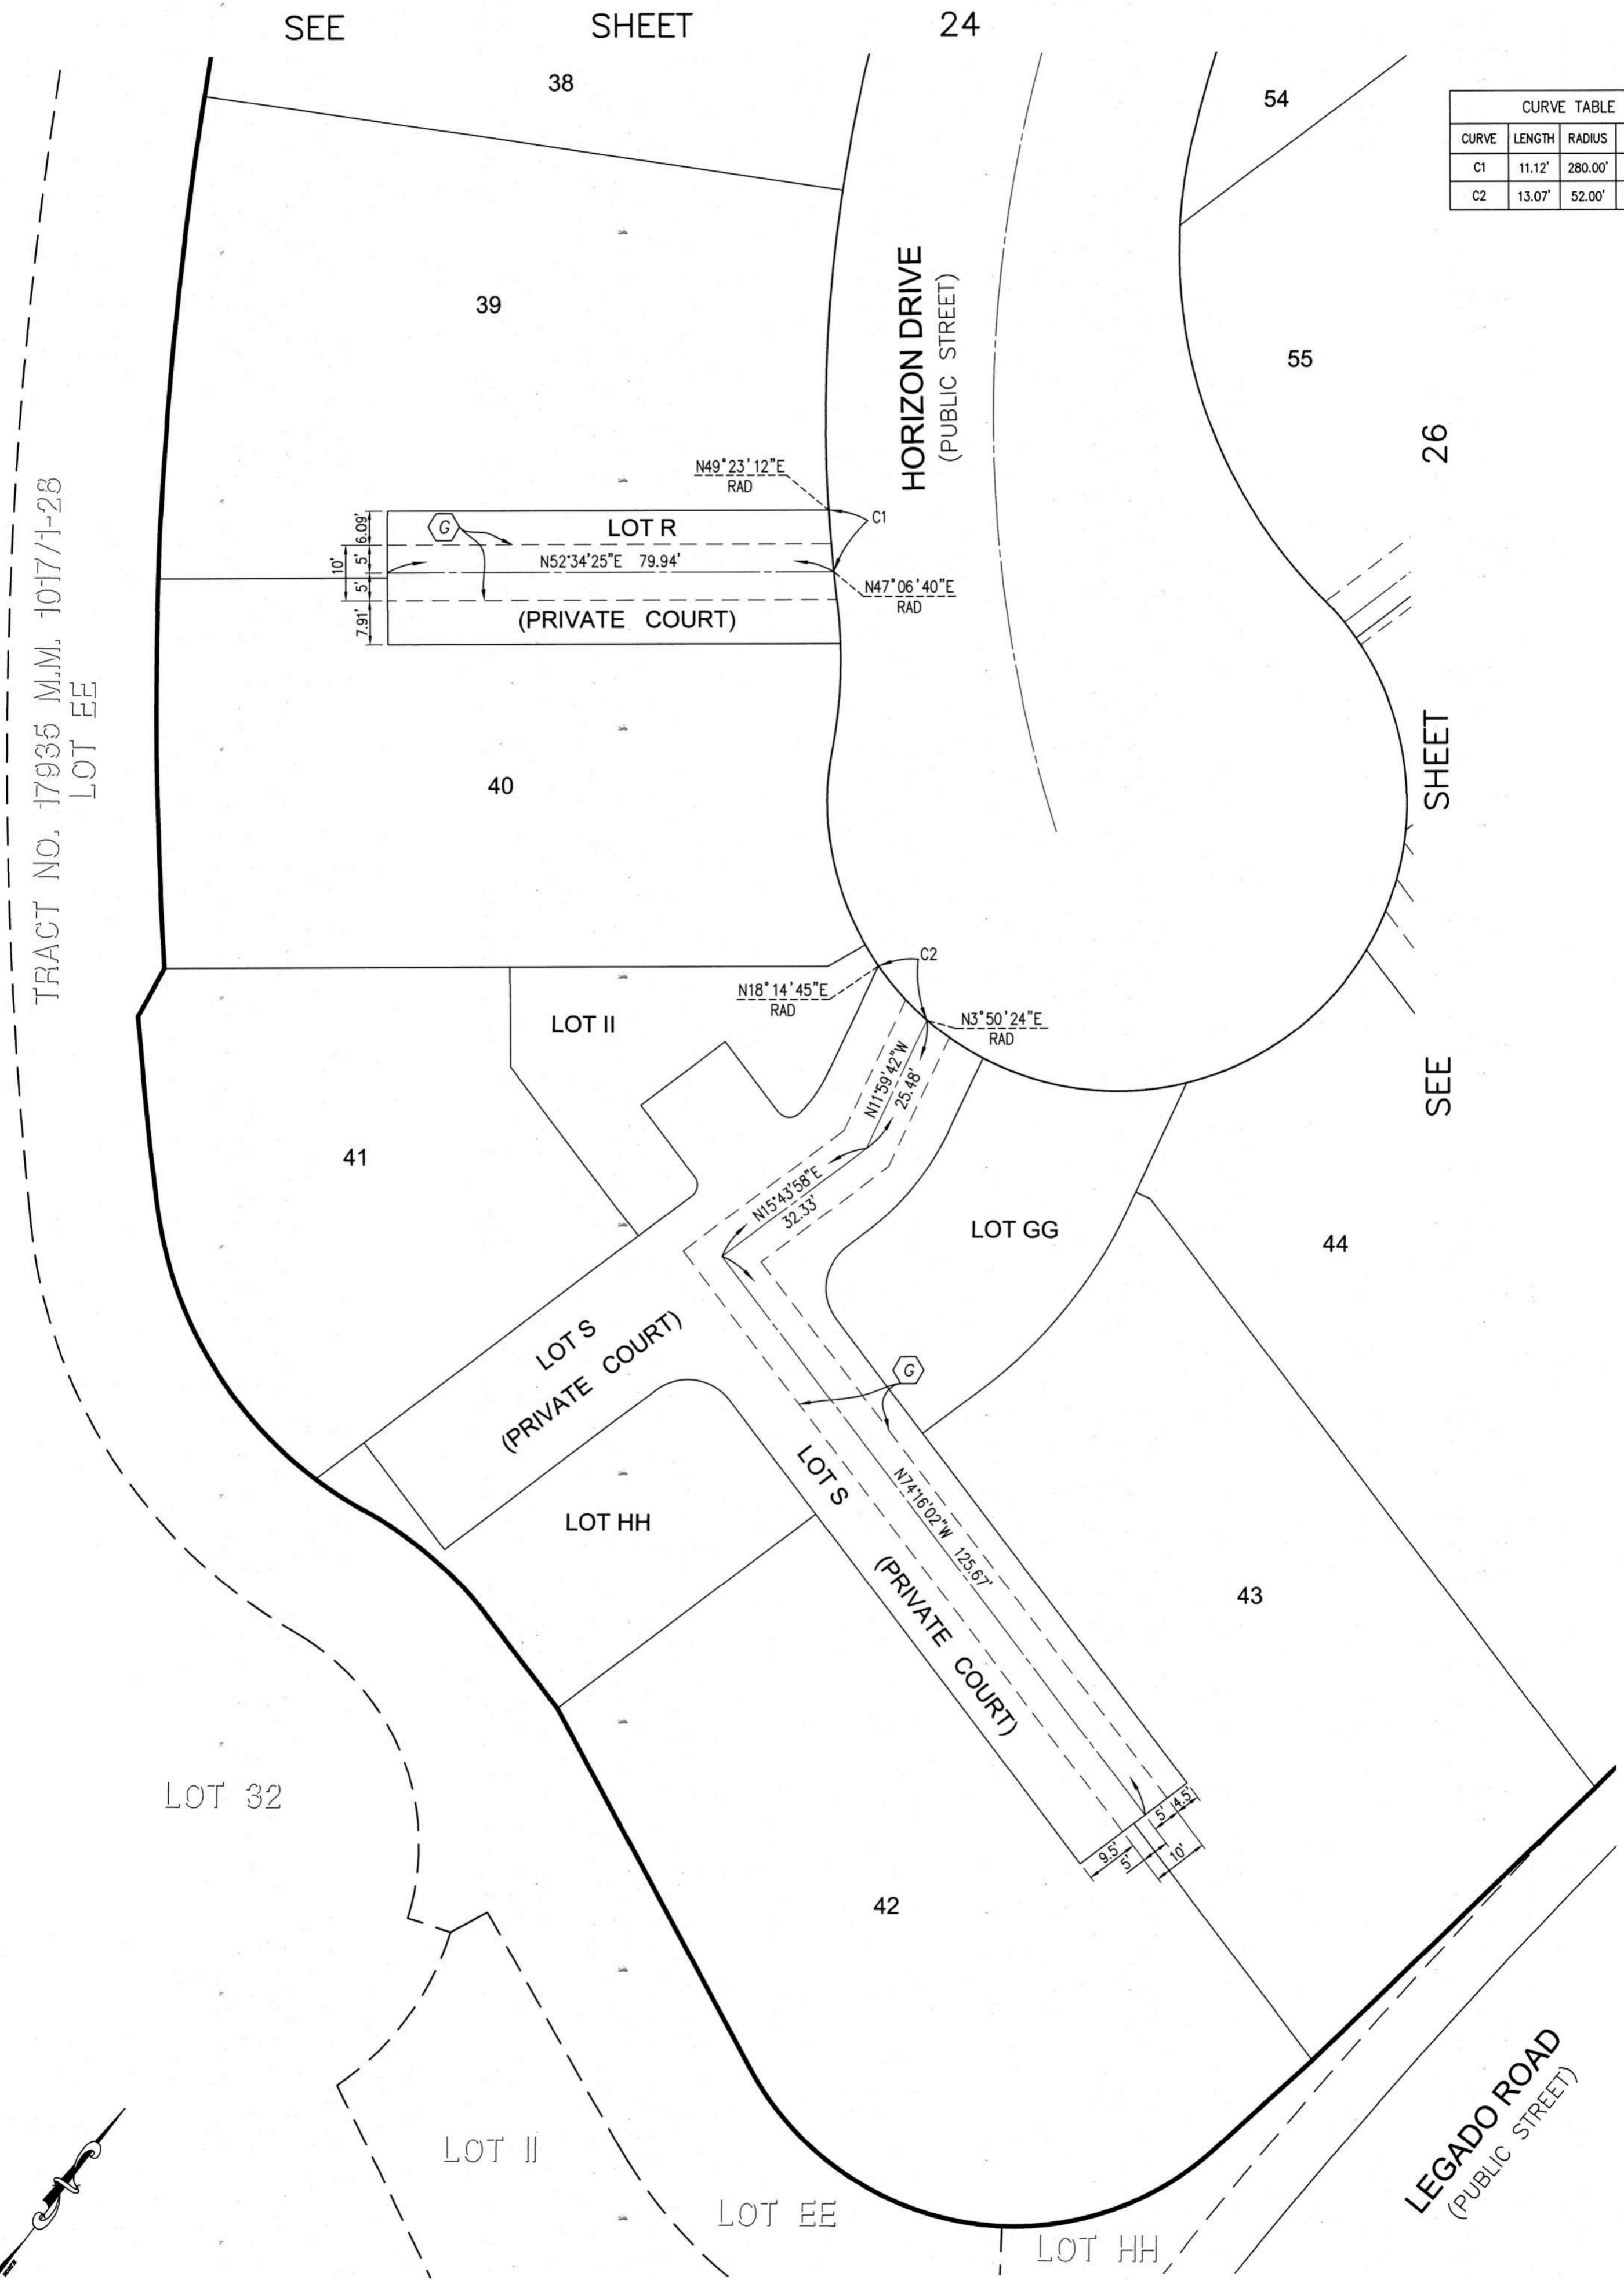 SEE SHEET 24
38
54
CURVE TABLE
CURVE LENGTH RADIUS
C1 11.12' 280.00'
C2 13.07' 52.00'
39
HORIZON DRIVE
(PUBLIC STREET)
55
26
SHEET
SEE
TRACT NO. 17935 M.M. 1017/1-28
LOT EE
N49°23'12"E
RAD
C1
G
LOT R
6.09'
5'
10'
5'
7.91'
N52°34'25"E 79.94'
N47°06'40"E
RAD
(PRIVATE COURT)
40
C2
N18°14'45"E
RAD
N3°50'24"E
RAD
LOT II
N11°59'42"W
25.48'
41
N15°43'58"E
32.33'
LOT GG
44
LOT S
(PRIVATE COURT)
G
LOT S
(PRIVATE COURT)
N74°16'02"W 125.67'
LOT HH
43
4.5'
5'
9.5'
5'
10'
LOT 32
42
LOT II
LOT EE
LOT HH
LEGADO ROAD
(PUBLIC STREET)